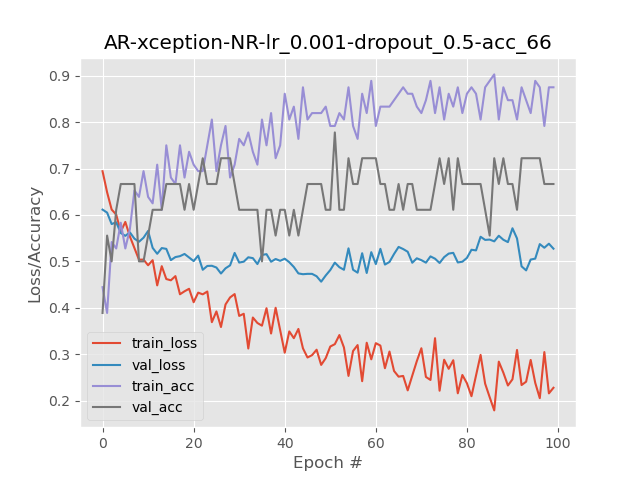 AR-xception-NR-lr_0.001-dropout_0.5-acc_66
0.9
0.8
0.7
0.6
0.5
0.4
0.3
0.2
Loss/Accuracy
train_loss
val_loss
train_acc
val_acc
0 20 40 60 80 100
Epoch #